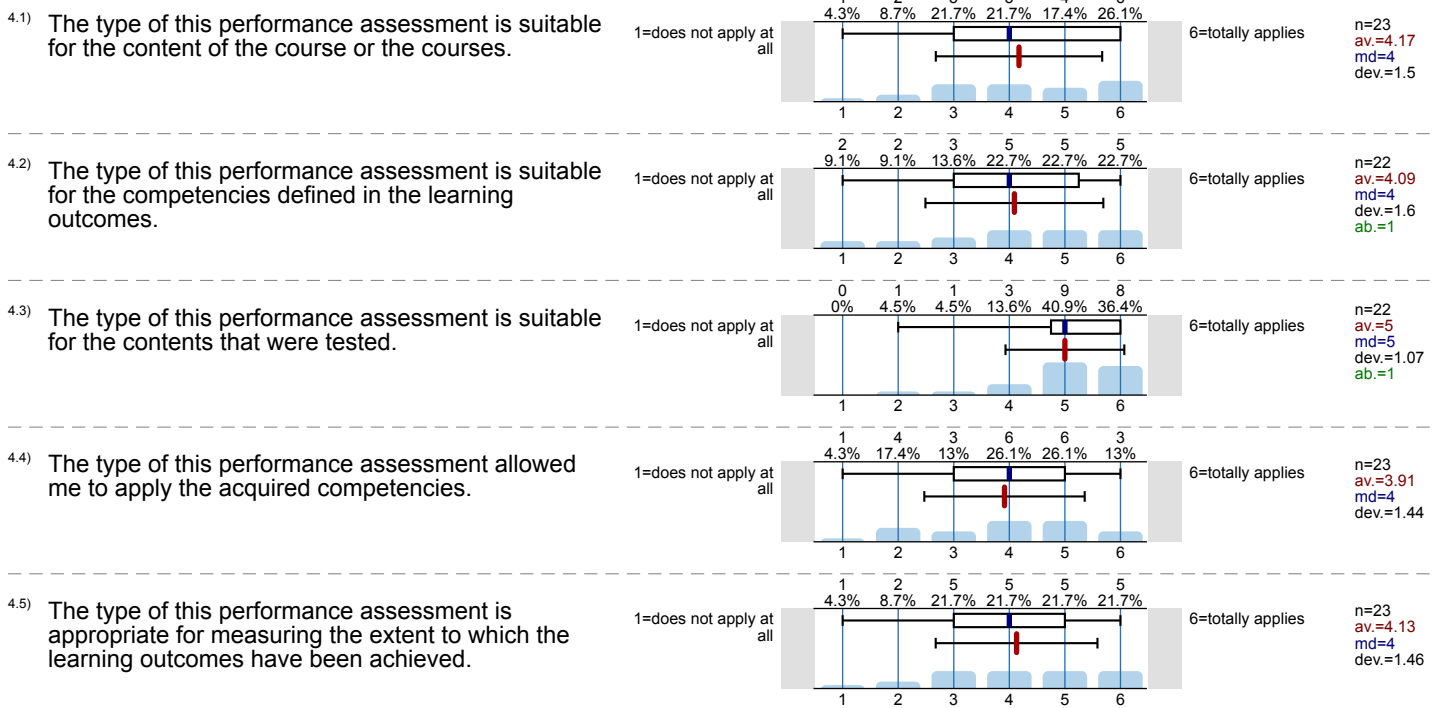 4.3% 8.7% 21.7% 21.7% 17.4% 26.1%
4.1) The type of this performance assessment is suitable
for the content of the course or the courses.
1=does not apply at
all
6=totally applies
n=23
av.=4.17
md=4
dev.=1.5
1 2 3 4 5 6
2 2 3 5 5 5
9.1% 9.1% 13.6% 22.7% 22.7% 22.7%
4.2) The type of this performance assessment is suitable
for the competencies defined in the learning
outcomes.
1=does not apply at
all
6=totally applies
n=22
av.=4.09
md=4
dev.=1.6
ab.=1
1 2 3 4 5 6
0 1 1 3 9 8
0% 4.5% 4.5% 13.6% 40.9% 36.4%
4.3) The type of this performance assessment is suitable
for the contents that were tested.
1=does not apply at
all
6=totally applies
n=22
av.=5
md=5
dev.=1.07
ab.=1
1 2 3 4 5 6
1 4 3 6 6 3
4.3% 17.4% 13% 26.1% 26.1% 13%
4.4) The type of this performance assessment allowed
me to apply the acquired competencies.
1=does not apply at
all
6=totally applies
n=23
av.=3.91
md=4
dev.=1.44
1 2 3 4 5 6
1 2 5 5 5 5
4.3% 8.7% 21.7% 21.7% 21.7% 21.7%
4.5) The type of this performance assessment is
appropriate for measuring the extent to which the
learning outcomes have been achieved.
1=does not apply at
all
6=totally applies
n=23
av.=4.13
md=4
dev.=1.46
1 2 3 4 5 6